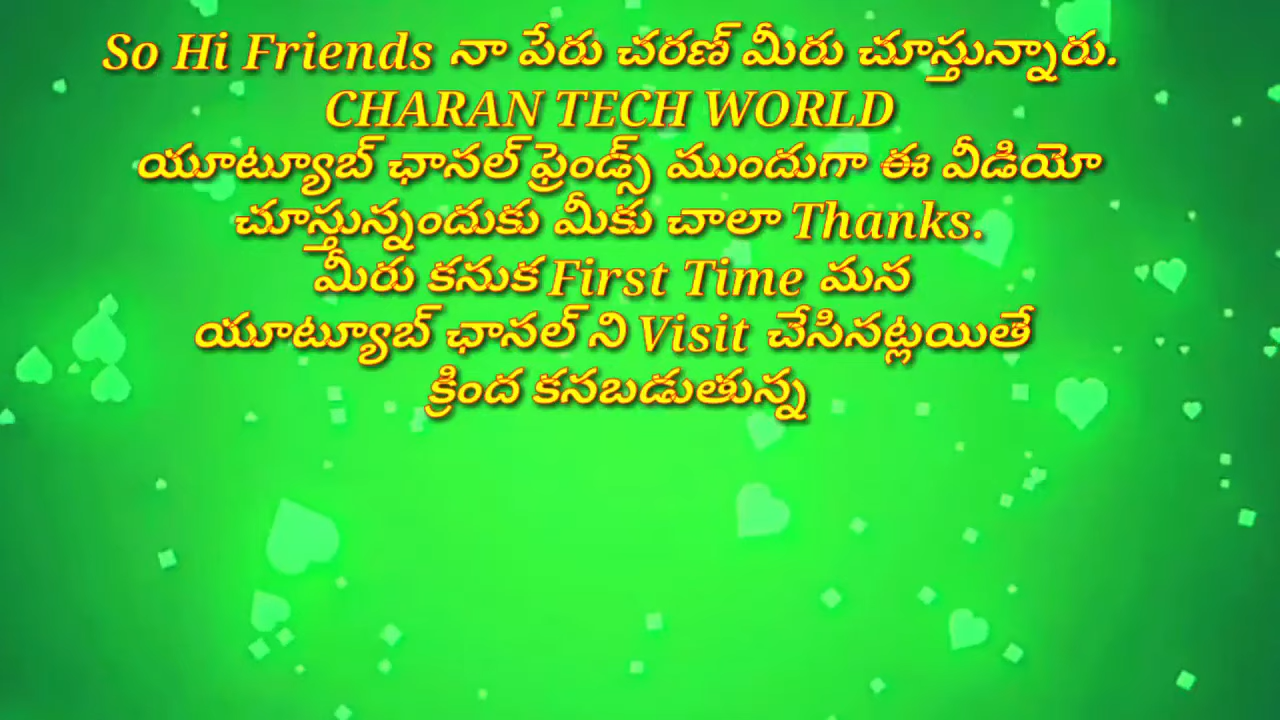 So Hi Friends నా పేరు చరణ్ మీరు చూస్తున్నారు.
CHARAN TECH WORLD
యూట్యూబ్ ఛానల్ ఫ్రెండ్స్ ముందుగా ఈ వీడియో
చూస్తున్నందుకు మీకు చాలా Thanks.
మీరు కనుక First Time మన
యూట్యూబ్ ఛానల్ ని Visit చేసినట్లయితే
క్రింద కనబడుతున్న